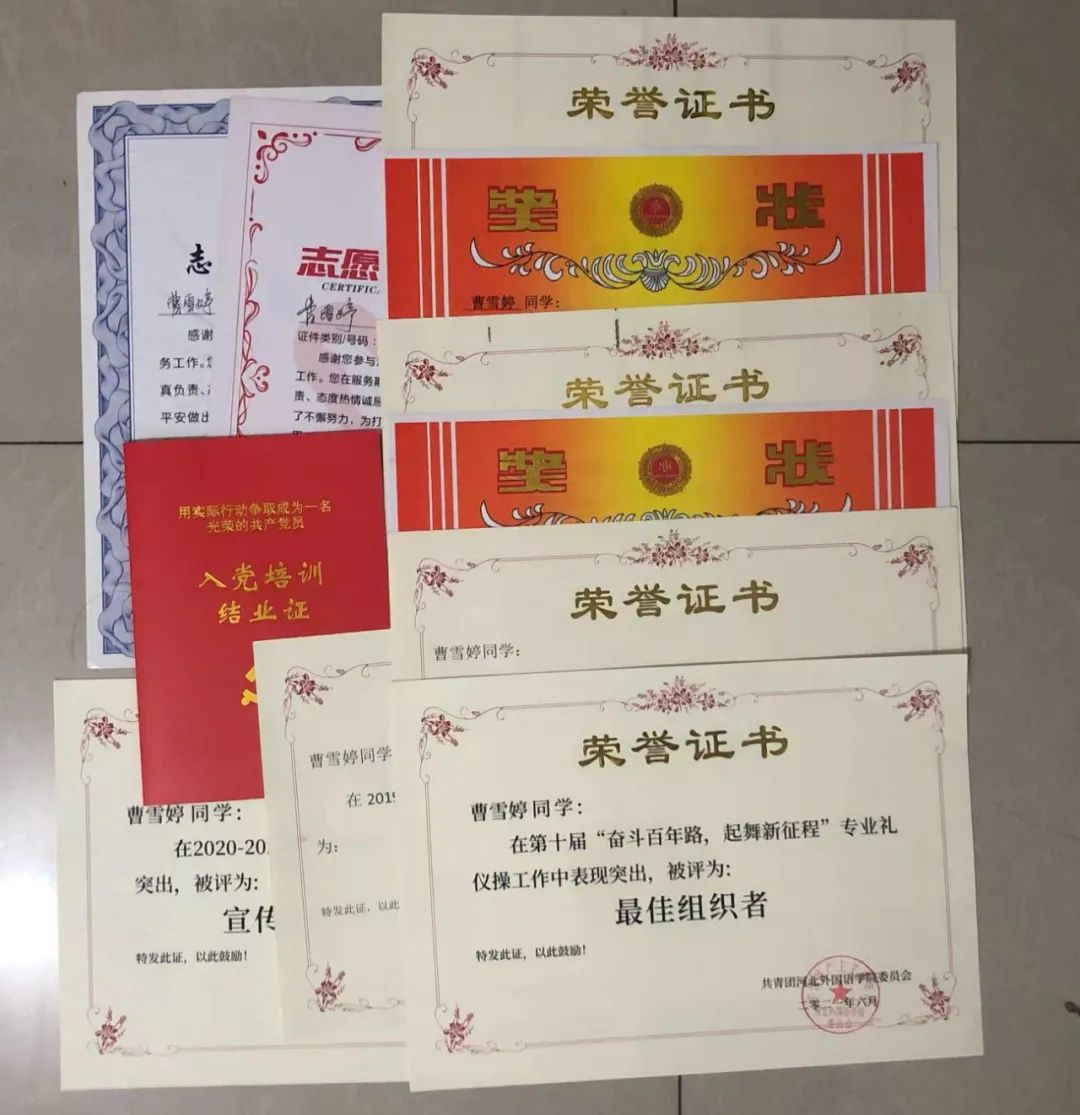 荣誉证书
奖 状
曹雪婷 同学：
荣誉证书
奖 状
荣誉证书
曹雪婷同学：
荣誉证书
曹雪婷 同学：
在第十届“奋斗百年路，起舞新征程”专业礼
仪操工作中表现突出，被评为：
最佳组织者
特发此证，以此鼓励！
共青团河北外国语学院委员会
二零二一年六月
志
曹雪婷
感谢
务工作。
真负责、
平安做出
志愿
CERTIFICA
曹雪婷
证件类别/号码：
感谢您参与
工作。您在服务期
责、态度热情诚恳
了不懈努力，为打
用实际行动争取成为一名
光荣的共产党员
入党培训
结业证
曹雪婷同学
在 201
为：
特发此证，以此
曹雪婷 同学：
在2020-20
突出，被评为：
宣传
特发此证，以此鼓励！